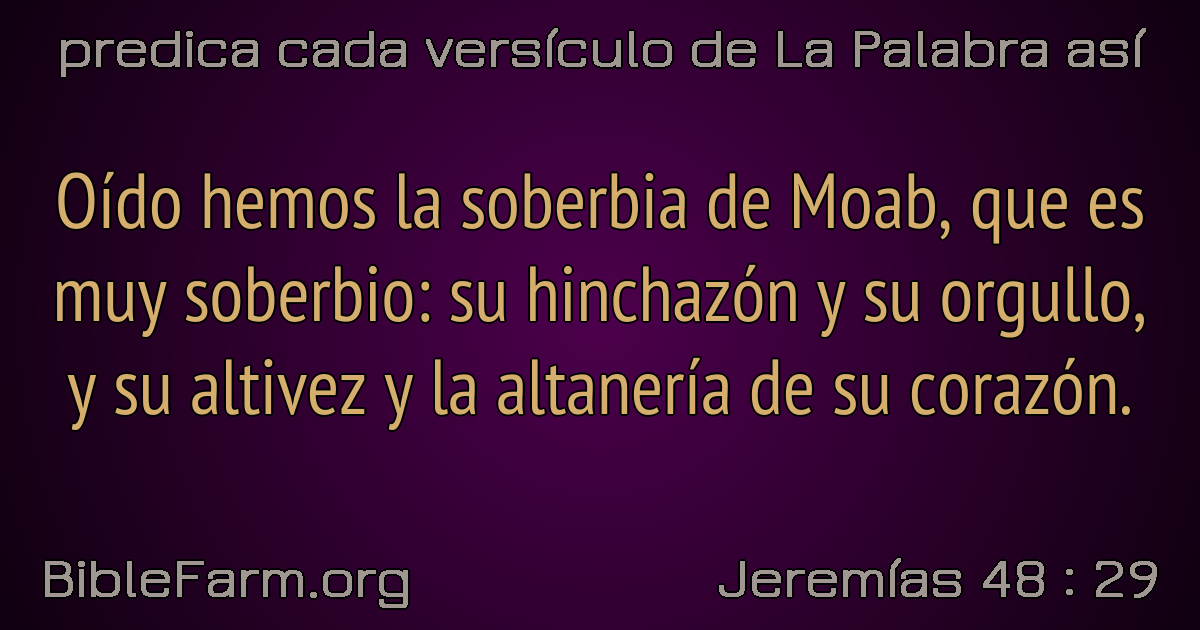 predica cada versículo de La Palabra así
Oído hemos la soberbia de Moab, que es
muy soberbio: su hinchazón y su orgullo,
y su altivez y la altanería de su corazón.
BibleFarm.org
Jeremías 48 : 29